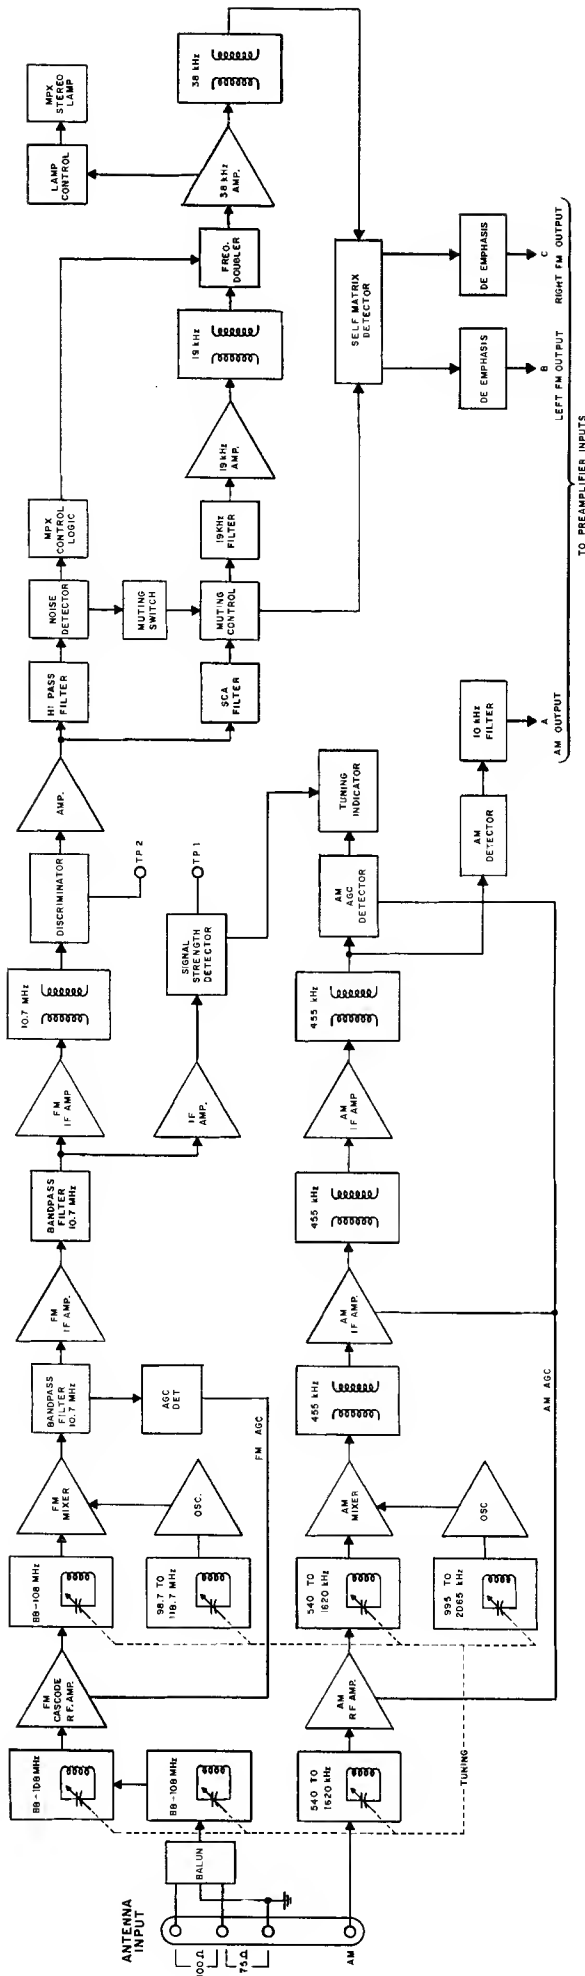 ANTENNA
INPUT
75 Ω
AM
BALUN
88-108 MHz
88-108 MHz
FM
CASCODE
R.F. AMP.
88-108 MHz
98.7 TO
118.7 MHz
FM
MIXER
OSC.
BANDPASS
FILTER
10.7 MHz
AGC
DET
FM AGC
FM
IF AMP.
BANDPASS
FILTER
10.7 MHz
FM
IF AMP
IF
AMP.
10.7 MHz
SIGNAL
STRENGTH
DETECTOR
TP 1
DISCRIMINATOR
TP 2
AMP.
HI PASS
FILTER
SCA
FILTER
NOISE
DETECTOR
MUTING
SWITCH
MUTING
CONTROL
MPX
CONTROL
LOGIC
19KHz
FILTER
19 kHz
AMP.
19 kHz
FREQ.
DOUBLER
38 kHz
AMP.
LAMP
CONTROL
MPX
STEREO
LAMP
38 kHz
SELF MATRIX
DETECTOR
DE EMPHASIS
DE EMPHASIS
540 TO
1620 kHz
AM
RF AMP.
540 TO
1620 kHz
995 TO
2065 kHz
TUNING
AM
MIXER
OSC
455 kHz
AM
IF AMP.
455 kHz
AM
IF AMP.
455 kHz
AM
AGC
DETECTOR
TUNING
INDICATOR
AM AGC
AM
DETECTOR
10 kHz
FILTER
A
AM OUTPUT
B
LEFT FM OUTPUT
C
RIGHT FM OUTPUT
TO PREAMPLIFIER INPUTS